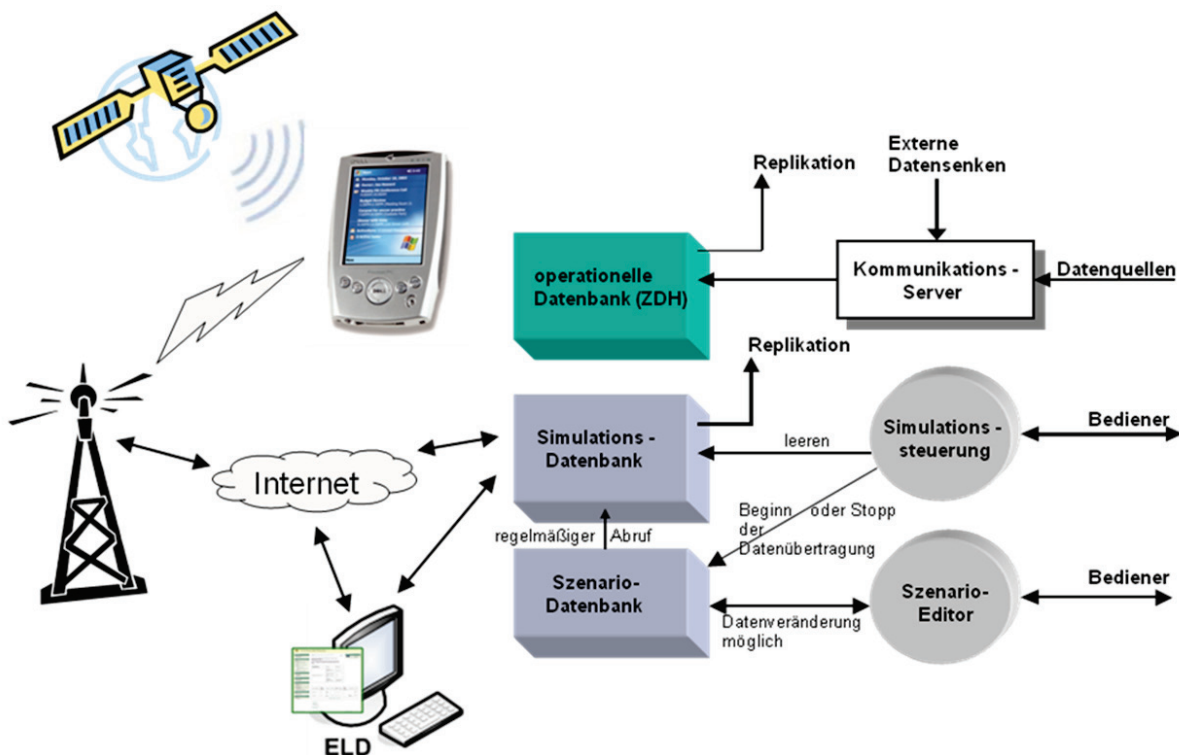 Replikation
Externe
Datensenken
operationelle
Datenbank (ZDH)
Kommunikations -
Server
Datenquellen
Replikation
Simulations -
Datenbank
leeren
Simulations -
steuerung
Bediener
Internet
regelmäßiger Abruf
Beginn oder Stopp
der
Datenübertragung
Szenario-
Datenbank
Datenveränderung
möglich
Szenario-
Editor
Bediener
ELD